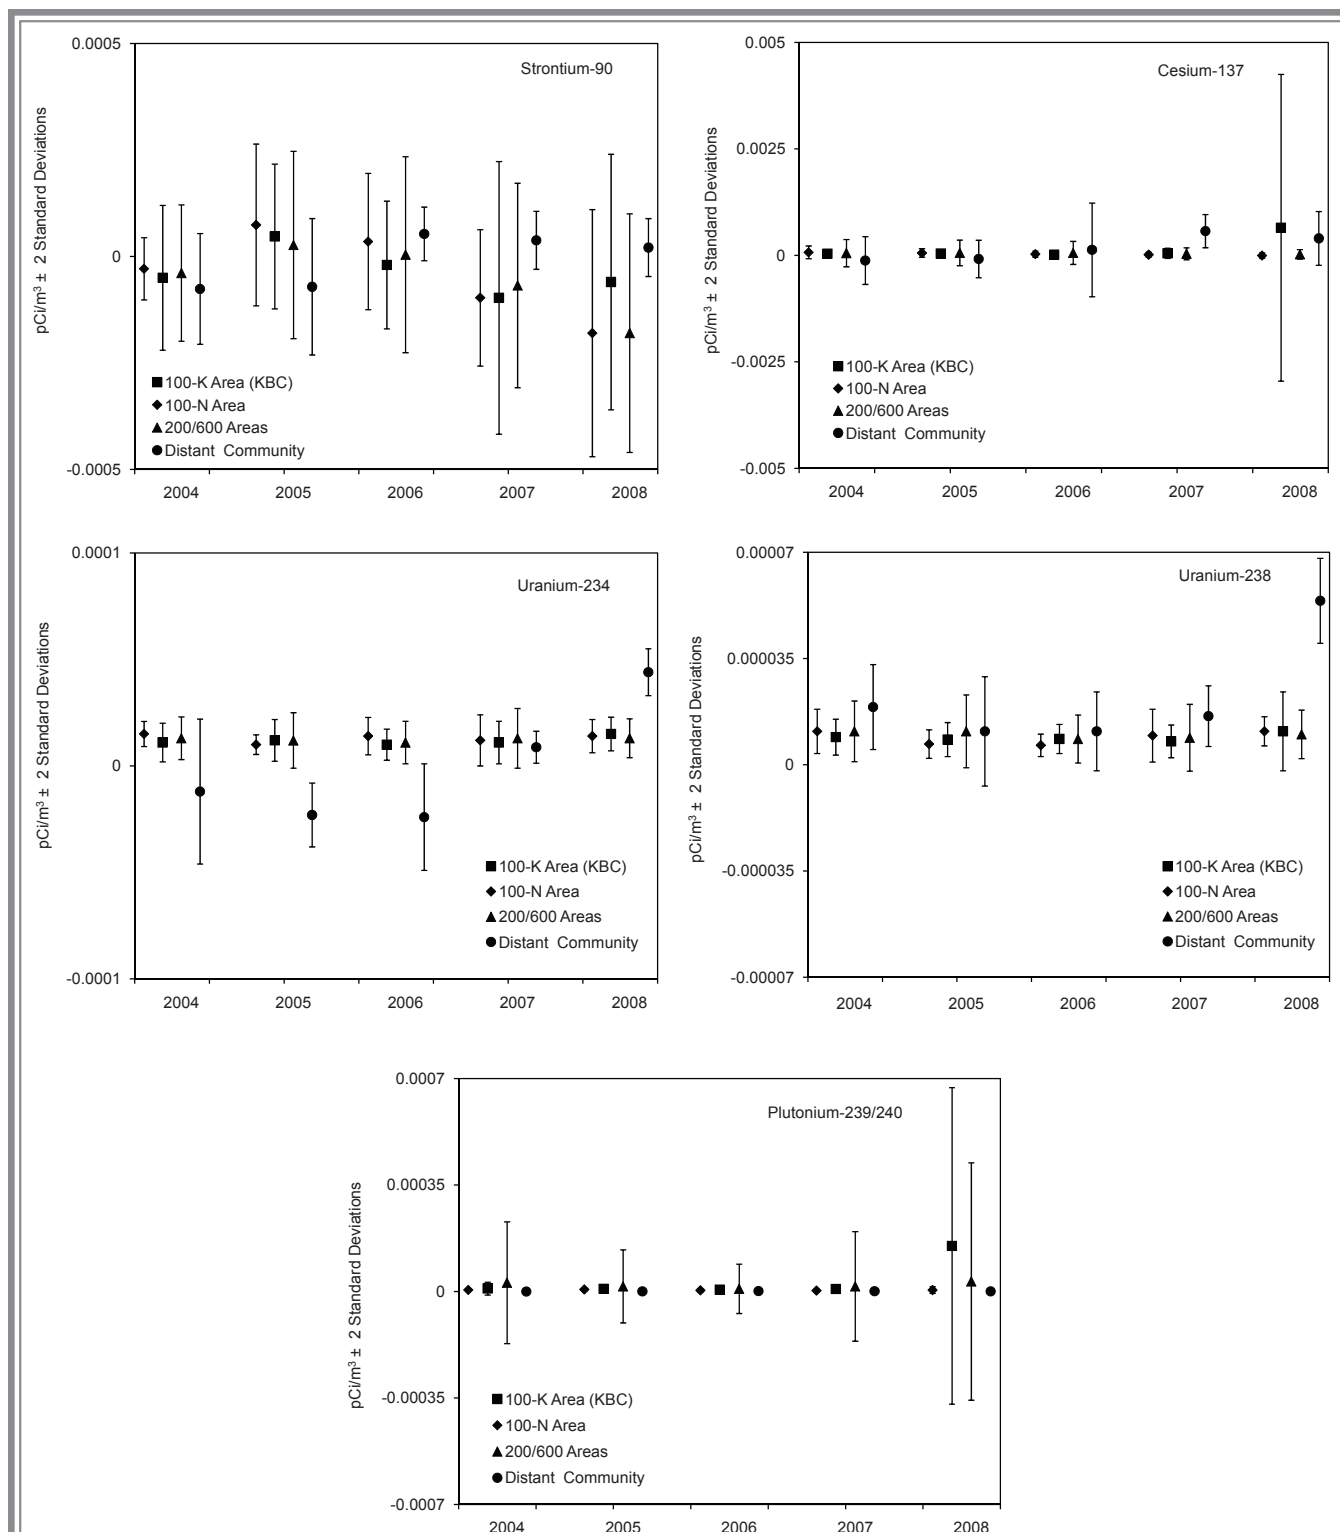 Strontium-90
pCi/m³ ± 2 Standard Deviations
0.0005
0
-0.0005
100-K Area (KBC)
100-N Area
200/600 Areas
Distant Community
2004 2005 2006 2007 2008
Cesium-137
pCi/m³ ± 2 Standard Deviations
0.005
0.0025
0
-0.0025
-0.005
100-K Area (KBC)
100-N Area
200/600 Areas
Distant Community
2004 2005 2006 2007 2008
Uranium-234
pCi/m³ ± 2 Standard Deviations
0.0001
0
-0.0001
100-K Area (KBC)
100-N Area
200/600 Areas
Distant Community
2004 2005 2006 2007 2008
Uranium-238
pCi/m³ ± 2 Standard Deviations
0.00007
0.000035
0
-0.000035
-0.00007
100-K Area (KBC)
100-N Area
200/600 Areas
Distant Community
2004 2005 2006 2007 2008
Plutonium-239/240
pCi/m³ ± 2 Standard Deviations
0.0007
0.00035
0
-0.00035
-0.0007
100-K Area (KBC)
100-N Area
200/600 Areas
Distant Community
2004 2005 2006 2007 2008